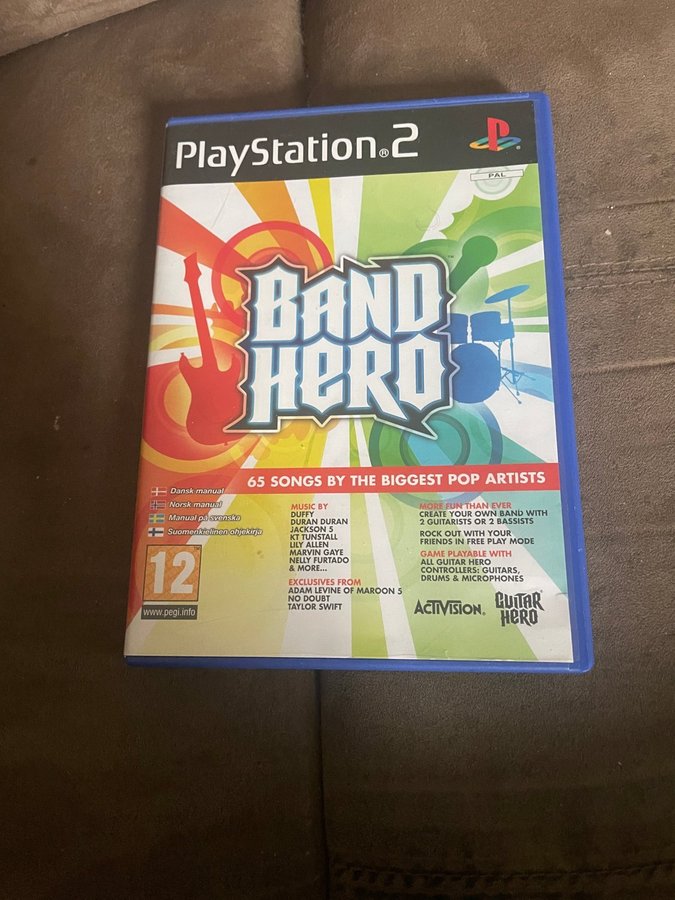 PlayStation®2
PAL
BAND HERO™
65 SONGS BY THE BIGGEST POP ARTISTS
Dansk manual
Norsk manual
Manual på svenska
Suomenkielinen ohjekirja
12
www.pegi.info
MUSIC BY
DUFFY
DURAN DURAN
JACKSON 5
KT TUNSTALL
LILY ALLEN
MARVIN GAYE
NELLY FURTADO
& MORE...
EXCLUSIVES FROM
ADAM LEVINE OF MAROON 5
NO DOUBT
TAYLOR SWIFT
MORE FUN THAN EVER
CREATE YOUR OWN BAND WITH
2 GUITARISTS OR 2 BASSISTS
ROCK OUT WITH YOUR
FRIENDS IN FREE PLAY MODE
GAME PLAYABLE WITH
ALL GUITAR HERO
CONTROLLERS: GUITARS,
DRUMS & MICROPHONES
ACTIVISION®
GUITAR HERO